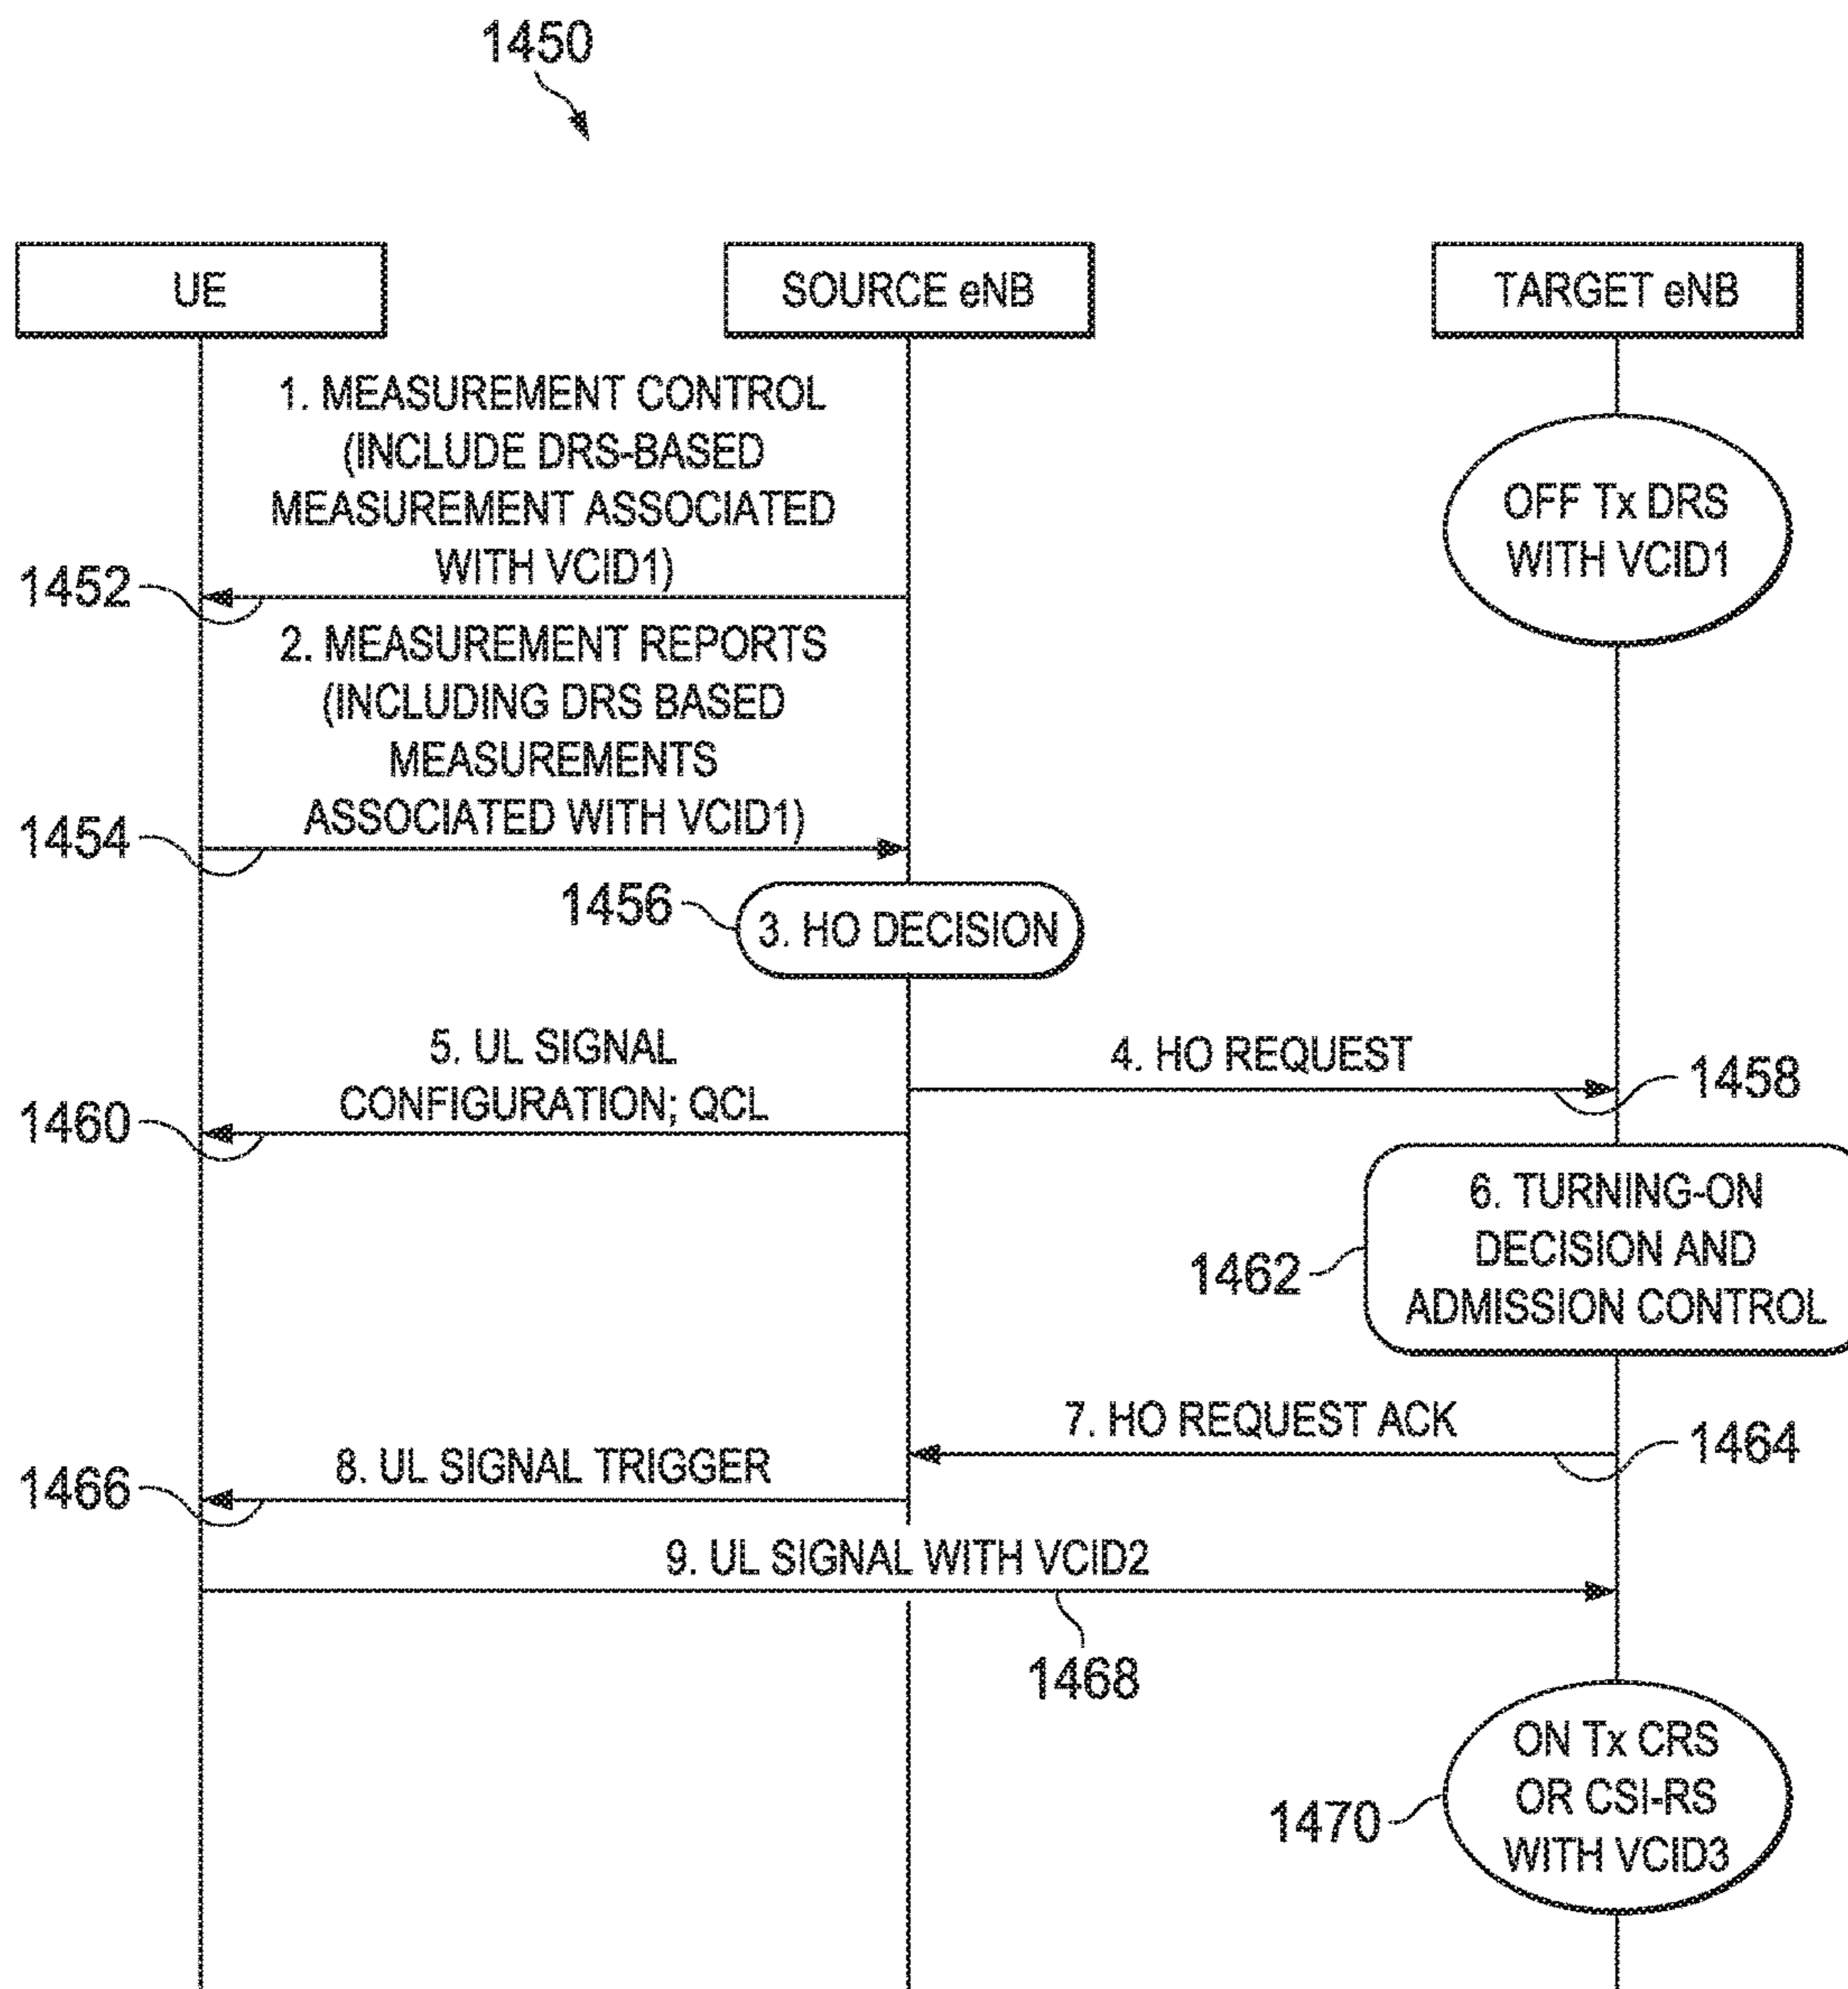 1450
UE
SOURCE eNB
TARGET eNB
1. MEASUREMENT CONTROL
(INCLUDE DRS-BASED
MEASUREMENT ASSOCIATED
WITH VCID1)
OFF Tx DRS
WITH VCID1
1452
2. MEASUREMENT REPORTS
(INCLUDING DRS BASED
MEASUREMENTS
ASSOCIATED WITH VCID1)
1454
1456
3. HO DECISION
5. UL SIGNAL
CONFIGURATION; QCL
4. HO REQUEST
1458
1460
6. TURNING-ON
DECISION AND
ADMISSION CONTROL
1462
7. HO REQUEST ACK
1464
8. UL SIGNAL TRIGGER
1466
9. UL SIGNAL WITH VCID2
1468
ON Tx CRS
OR CSI-RS
WITH VCID3
1470